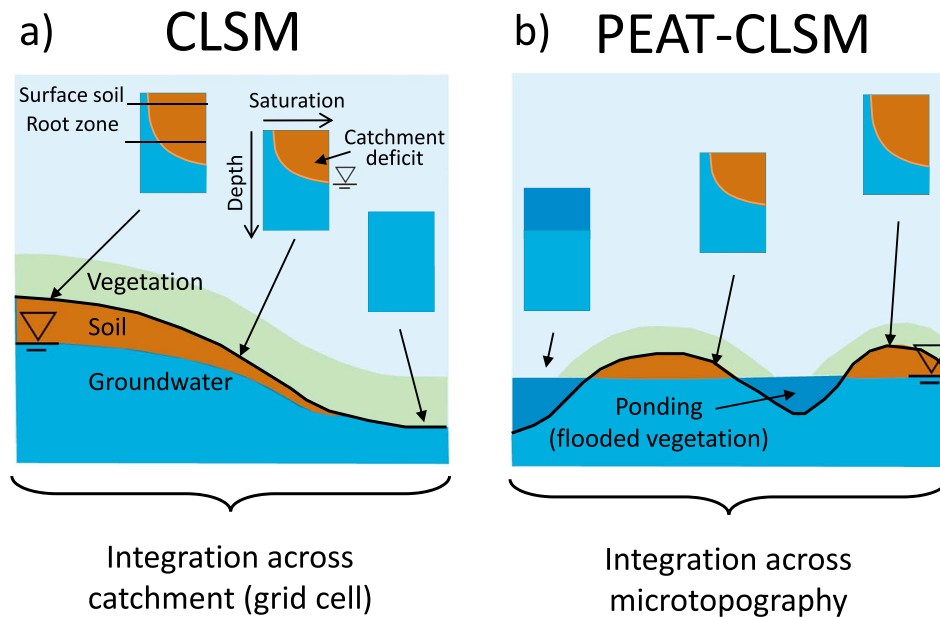 a)
CLSM
Surface soil
Root zone
Saturation
Catchment
deficit
Depth
Vegetation
Soil
Groundwater
Integration across
catchment (grid cell)
b)
PEAT-CLSM
Ponding
(flooded vegetation)
Integration across
microtopography